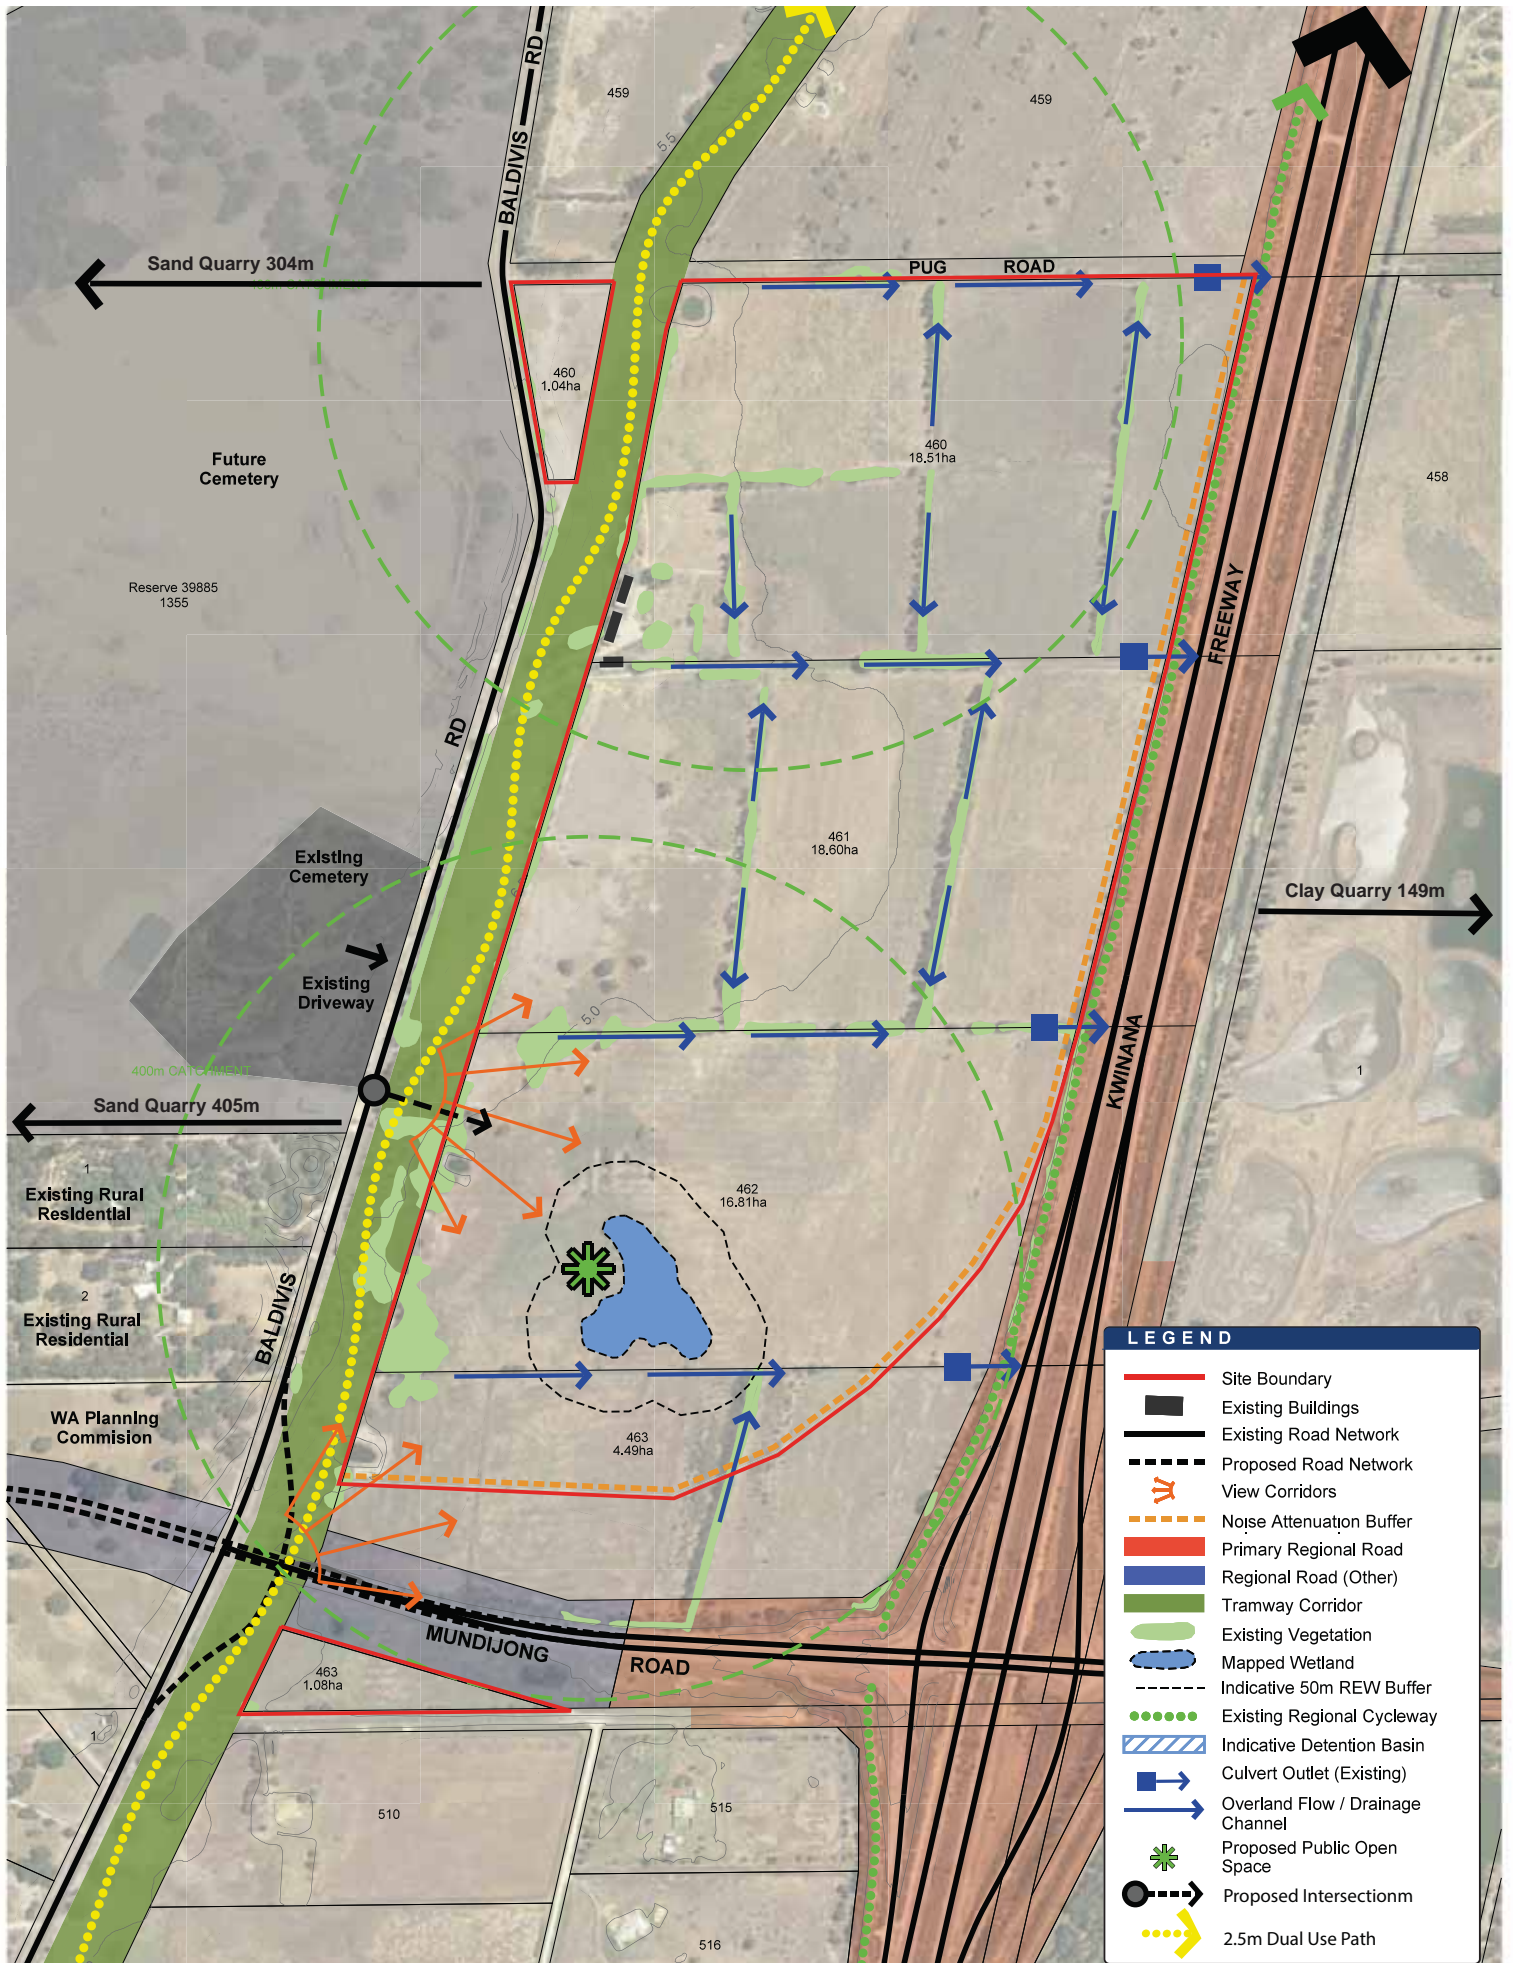 BALDIVIS RD
459
459
5.5
Sand Quarry 304m
PUG ROAD
460
1.04ha
Future
Cemetery
460
18.51ha
458
Reserve 39885
1355
FREEWAY
RD
461
18.60ha
Existing
Cemetery
Clay Quarry 149m
Existing
Driveway
5.0
KWINANA
400m CATCHMENT
1
Sand Quarry 405m
1
Existing Rural
Residential
462
16.81ha
2
Existing Rural
Residential
BALDIVIS
WA Planning
Commision
463
4.49ha
MUNDIJONG
ROAD
463
1.08ha
1
510
515
516
LEGEND
Site Boundary
Existing Buildings
Existing Road Network
Proposed Road Network
View Corridors
Noise Attenuation Buffer
Primary Regional Road
Regional Road (Other)
Tramway Corridor
Existing Vegetation
Mapped Wetland
Indicative 50m REW Buffer
Existing Regional Cycleway
Indicative Detention Basin
Culvert Outlet (Existing)
Overland Flow / Drainage
Channel
Proposed Public Open
Space
Proposed Intersectionm
2.5m Dual Use Path